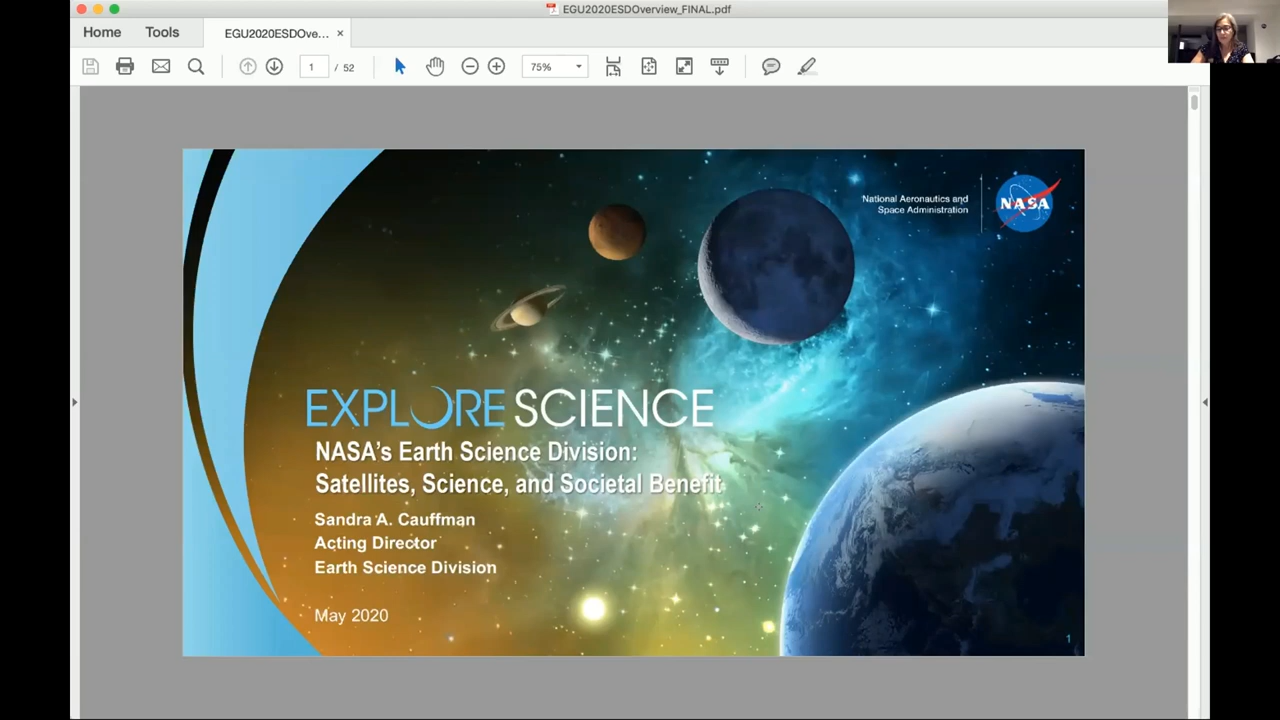 EGU2020ESDOverview_FINAL.pdf
Home
Tools
EGU2020ESDOve... ×
1 / 52
75%
National Aeronautics and
Space Administration
NASA
EXPLORE SCIENCE
NASA's Earth Science Division:
Satellites, Science, and Societal Benefit
Sandra A. Cauffman
Acting Director
Earth Science Division
May 2020
1